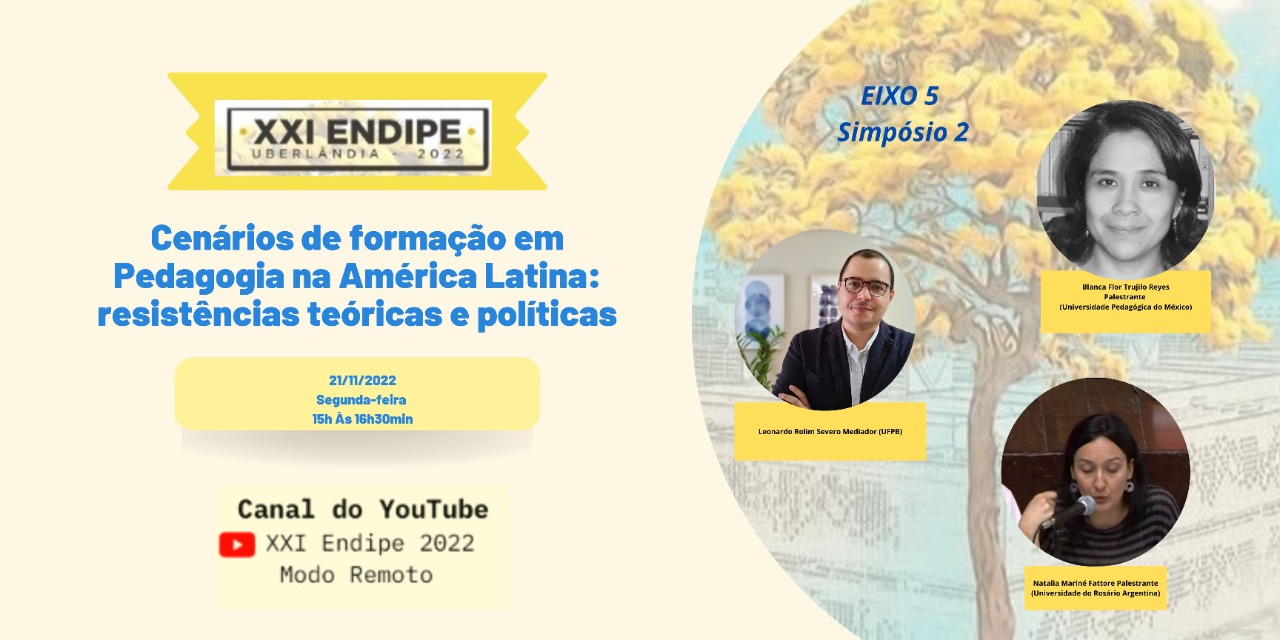 XXI ENDIPE
UBERLÂNDIA - 2022
Cenários de formação em
Pedagogia na América Latina:
resistências teóricas e políticas
21/11/2022
Segunda-feira
15h Às 16h30min
Canal do YouTube
XXI Endipe 2022
Modo Remoto
EIXO 5
Simpósio 2
Blanca Flor Trujilo Reyes
Palestrante
(Universidade Pedagógica do México)
Leonardo Rolim Severo Mediador (UFPB)
Natalia Mariné Fattore Palestrante
(Universidade do Rosário Argentina)